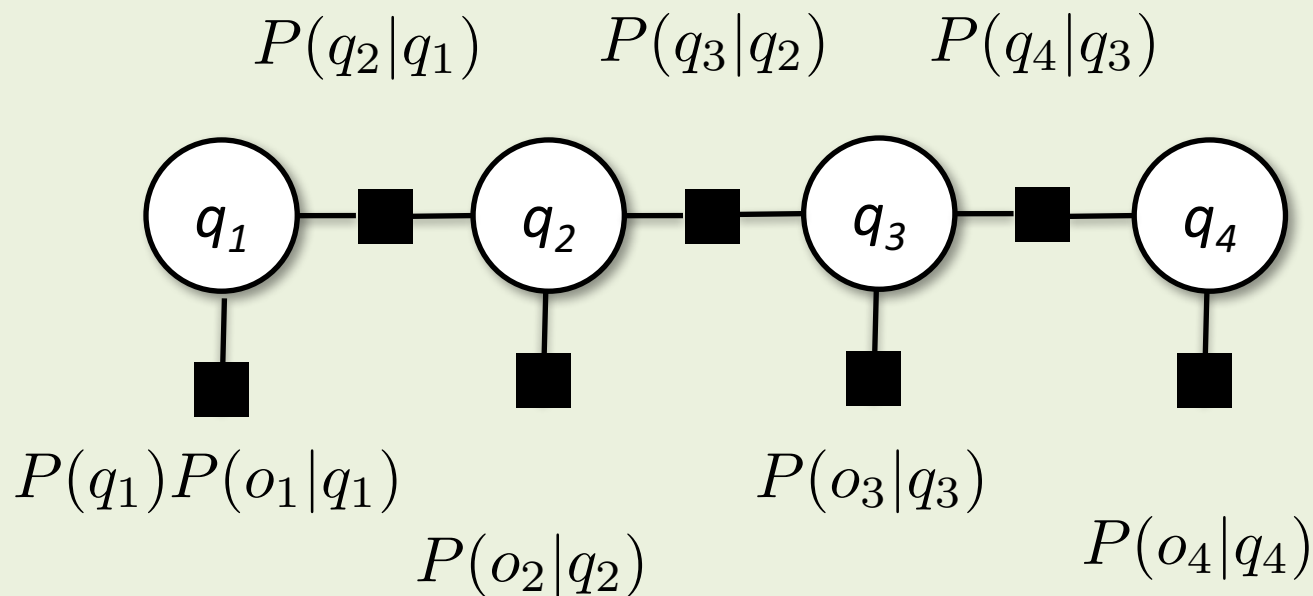 P(q₂|q₁) P(q₃|q₂) P(q₄|q₃)
q₁ q₂ q₃ q₄
P(q₁)P(o₁|q₁) P(o₃|q₃)
P(o₂|q₂) P(o₄|q₄)